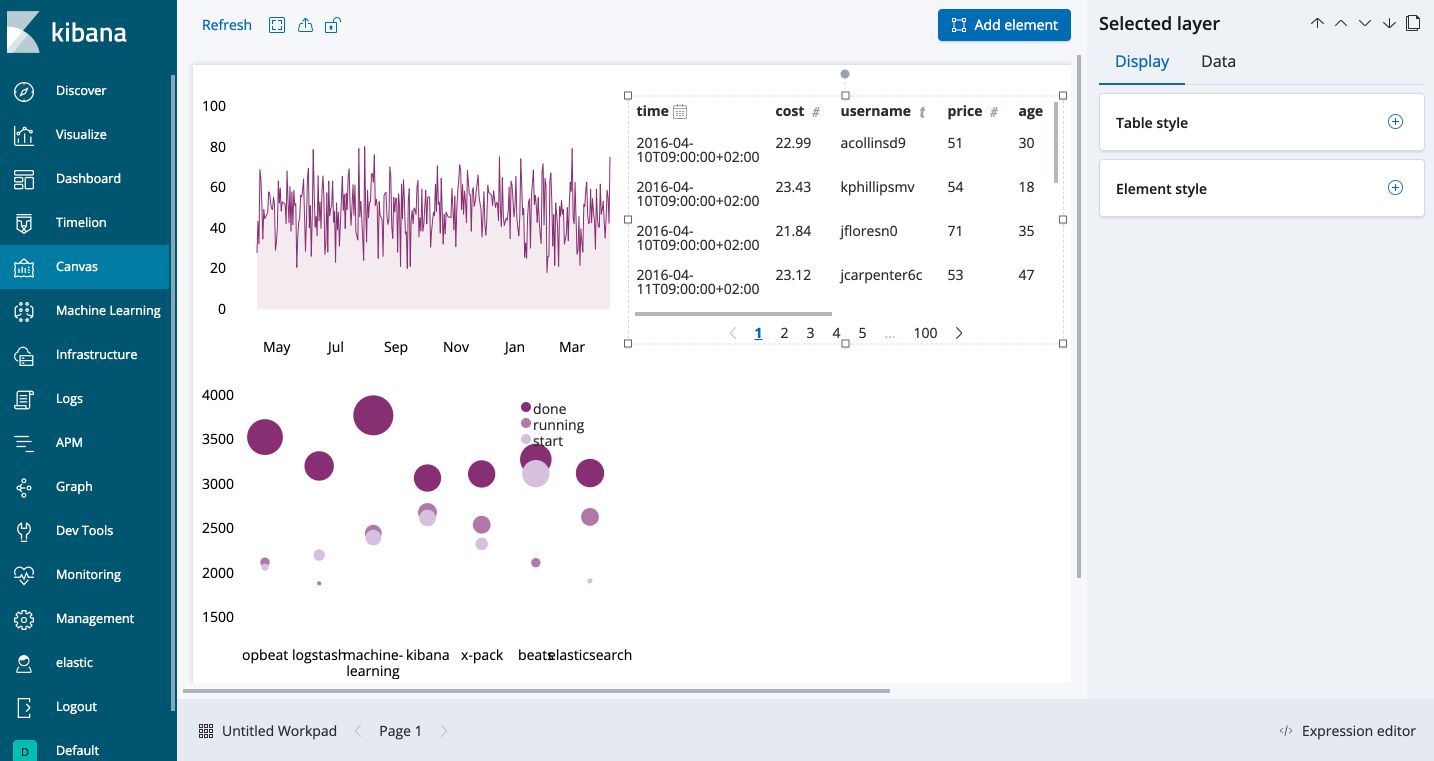 kibana
Discover
Visualize
Dashboard
Timelion
Canvas
Machine Learning
Infrastructure
Logs
APM
Graph
Dev Tools
Monitoring
Management
elastic
Logout
D Default
Refresh
Add element
100
80
60
40
20
0
May Jul Sep Nov Jan Mar
time cost # username t price # age
2016-04-
10T09:00:00+02:00 22.99 acollinsd9 51 30
2016-04-
10T09:00:00+02:00 23.43 kphillipsmv 54 18
2016-04-
10T09:00:00+02:00 21.84 jfloresn0 71 35
2016-04-
11T09:00:00+02:00 23.12 jcarpenter6c 53 47
1 2 3 4 5 ... 100
4000
3500
3000
2500
2000
1500
done
running
start
opbeat logstash machine- kibana x-pack beats elasticsearch
learning
Untitled Workpad Page 1
Expression editor
Selected layer
Display Data
Table style
Element style